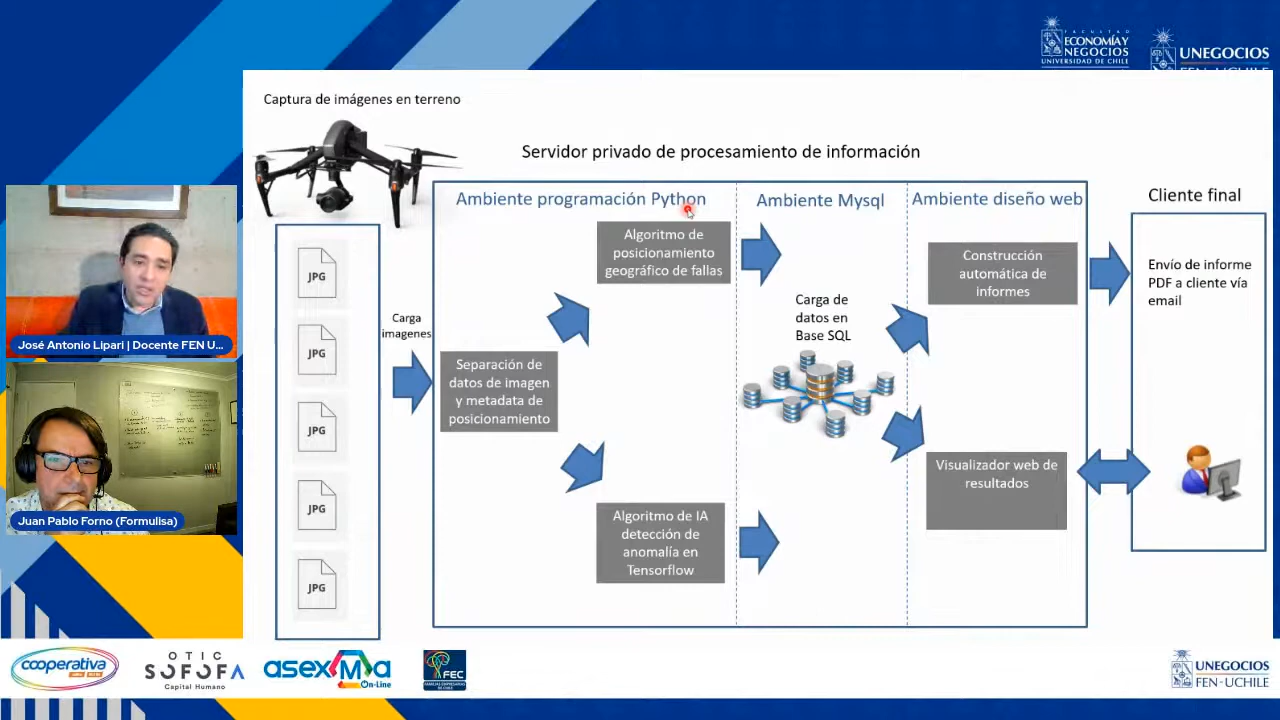 FACULTAD
ECONOMÍA Y
NEGOCIOS
UNIVERSIDAD DE CHILE
UNEGOCIOS
FEN-UCHILE
Captura de imágenes en terreno
Servidor privado de procesamiento de información
Ambiente programación Python
Ambiente Mysql
Ambiente diseño web
Cliente final
JPG
JPG
JPG
JPG
JPG
Carga
imagenes
Separación de
datos de imagen
y metadata de
posicionamiento
Algoritmo de
posicionamiento
geográfico de fallas
Algoritmo de IA
detección de
anomalía en
Tensorflow
Carga de
datos en
Base SQL
Construcción
automática de
informes
Visualizador web de
resultados
Envío de informe
PDF a cliente vía
email
José Antonio Lipari | Docente FEN U...
Juan Pablo Forno (Formulisa)
cooperativa
OTIC
SOFOFA
Capital Humano
asexMa
On-Line
FEC
UNEGOCIOS
FEN-UCHILE